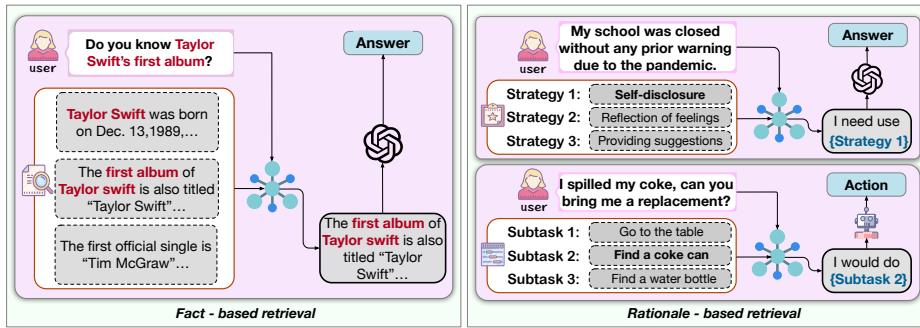 Do you know Taylor
Swift's first album?
user
Answer
Taylor Swift was born
on Dec. 13,1989,...
The first album of
Taylor swift is also titled
"Taylor Swift"...
The first official single is
"Tim McGraw"...
The first album of
Taylor swift is also
titled "Taylor
Swift"...
Fact - based retrieval
My school was closed
without any prior warning
due to the pandemic.
user
Answer
Strategy 1: Self-disclosure
Strategy 2: Reflection of feelings
Strategy 3: Providing suggestions
I need use
{Strategy 1}
I spilled my coke, can you
bring me a replacement?
user
Action
Subtask 1: Go to the table
Subtask 2: Find a coke can
Subtask 3: Find a water bottle
I would do
{Subtask 2}
Rationale - based retrieval